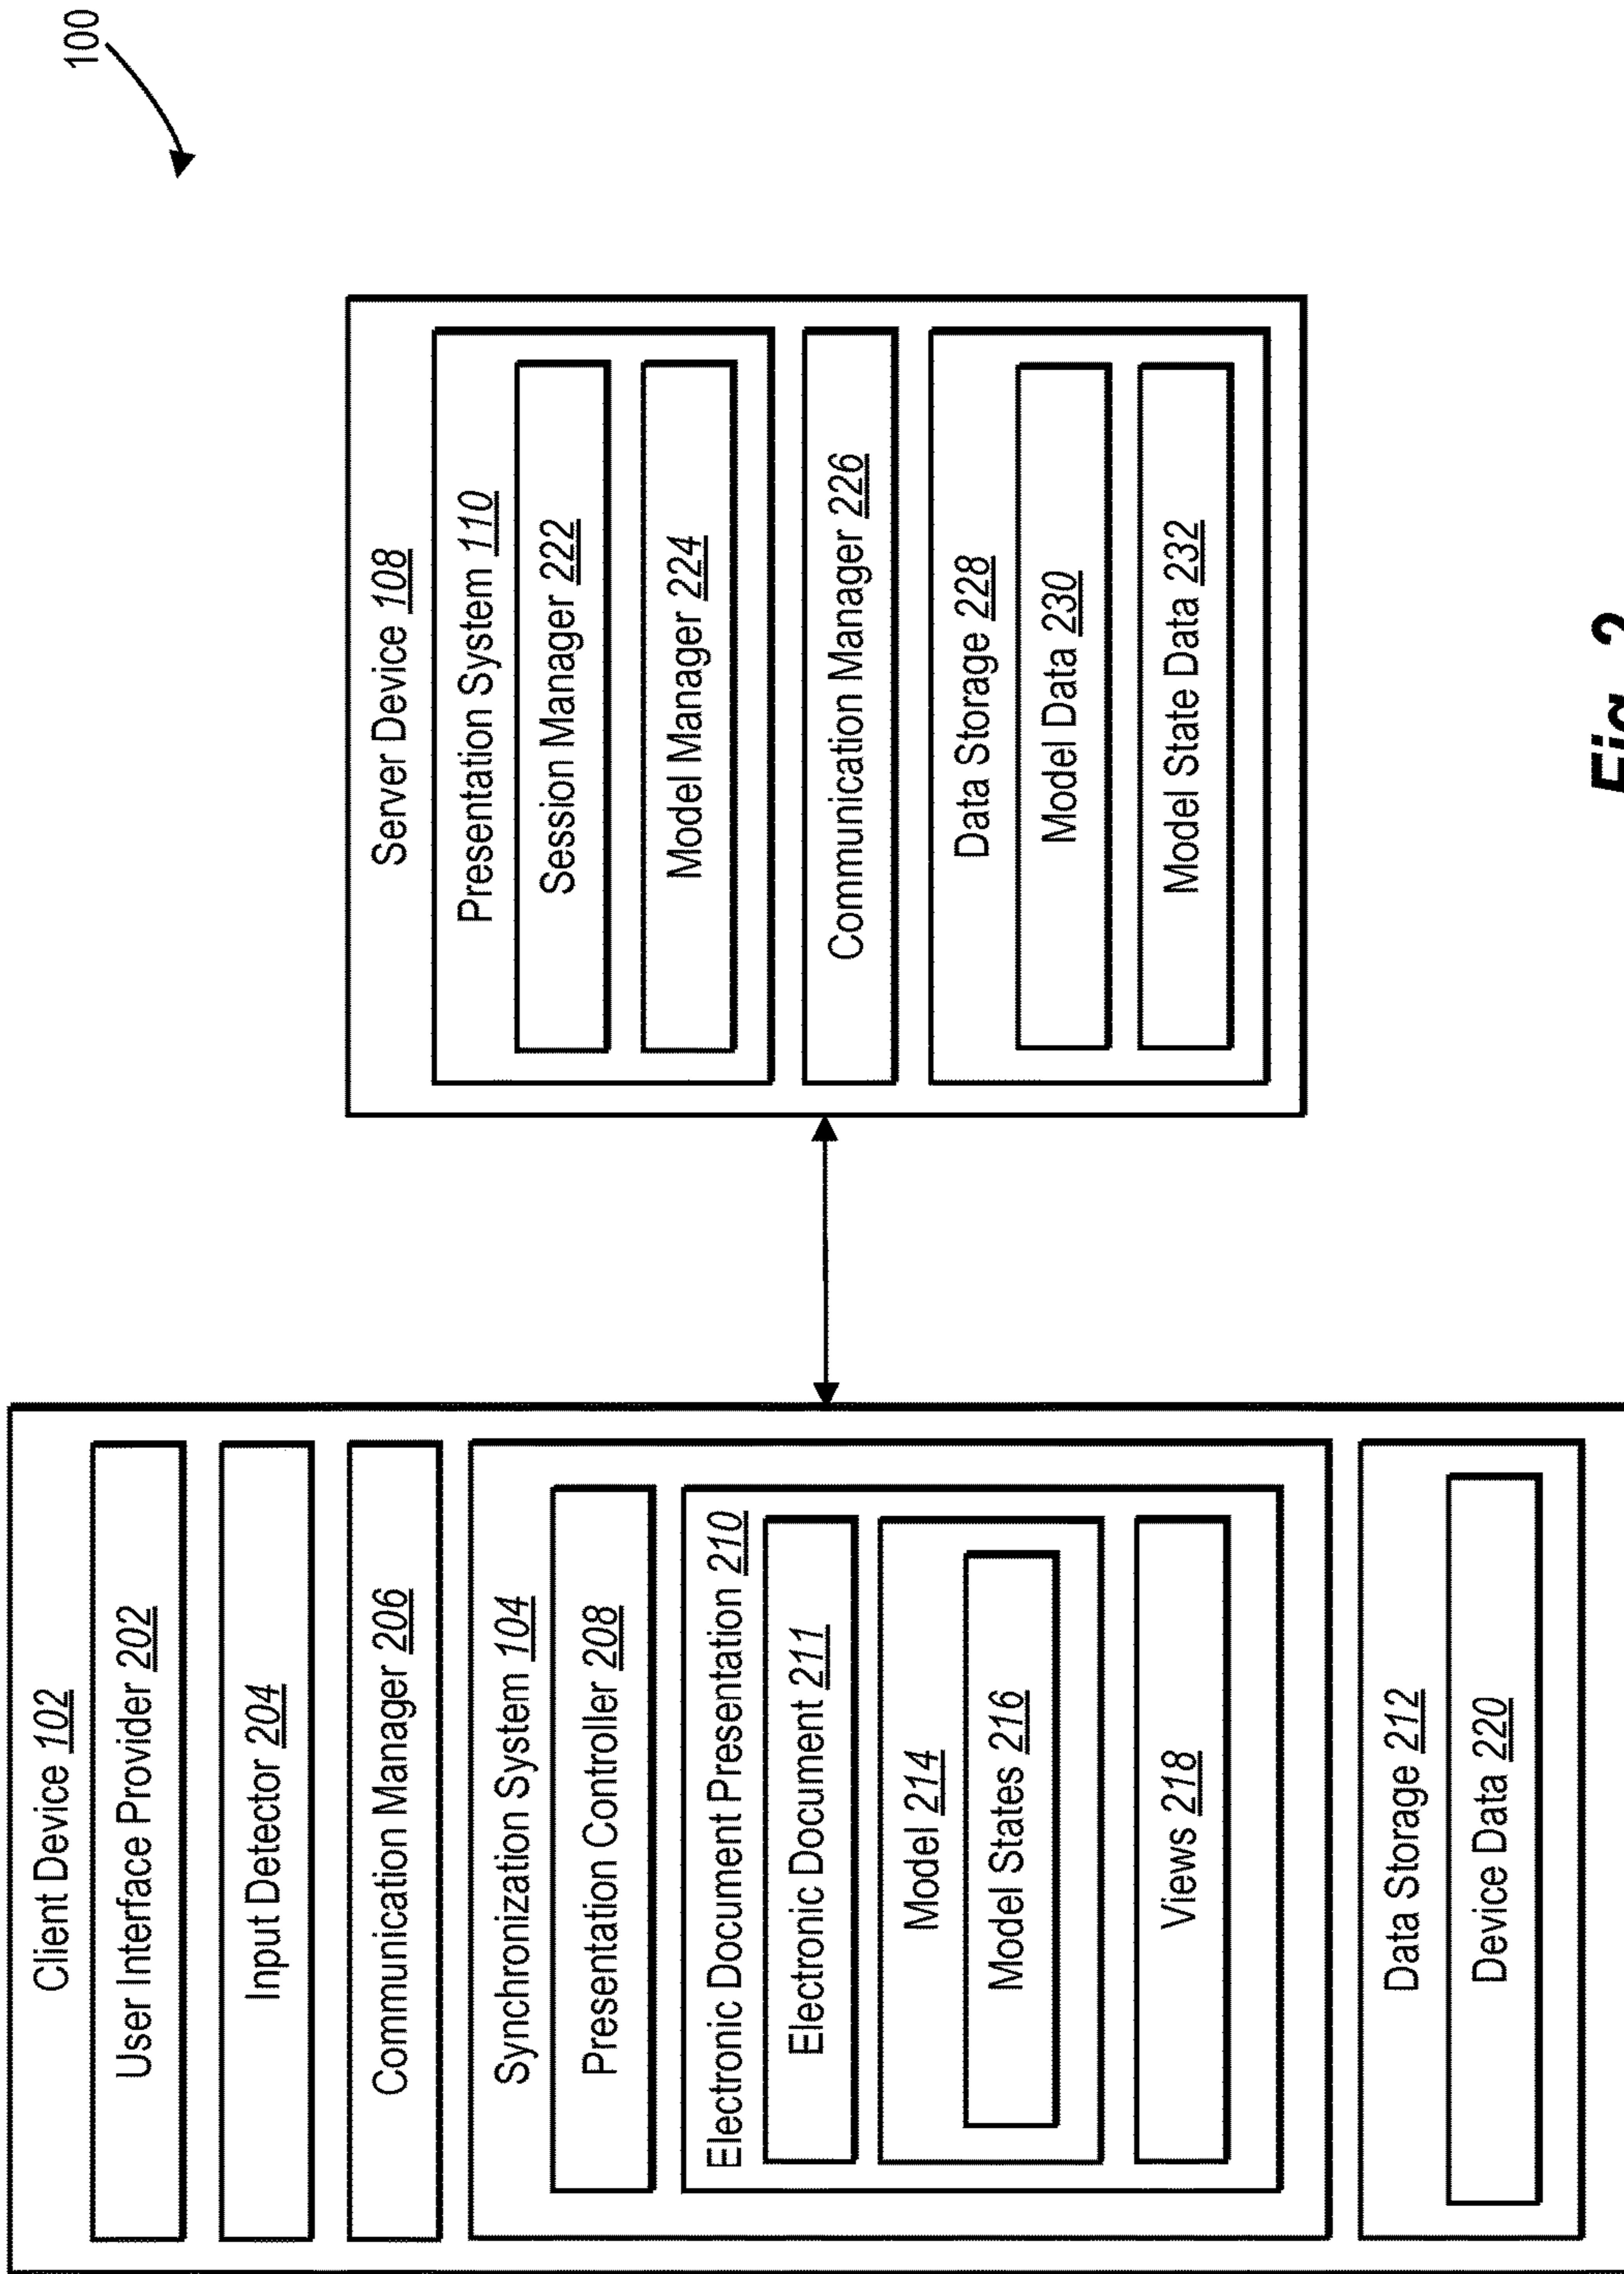 100
Client Device 102
User Interface Provider 202
Input Detector 204
Communication Manager 206
Synchronization System 104
Presentation Controller 208
Electronic Document Presentation 210
Electronic Document 211
Model 214
Model States 216
Views 218
Data Storage 212
Device Data 220
Server Device 108
Presentation System 110
Session Manager 222
Model Manager 224
Communication Manager 226
Data Storage 228
Model Data 230
Model State Data 232
Fig. 2